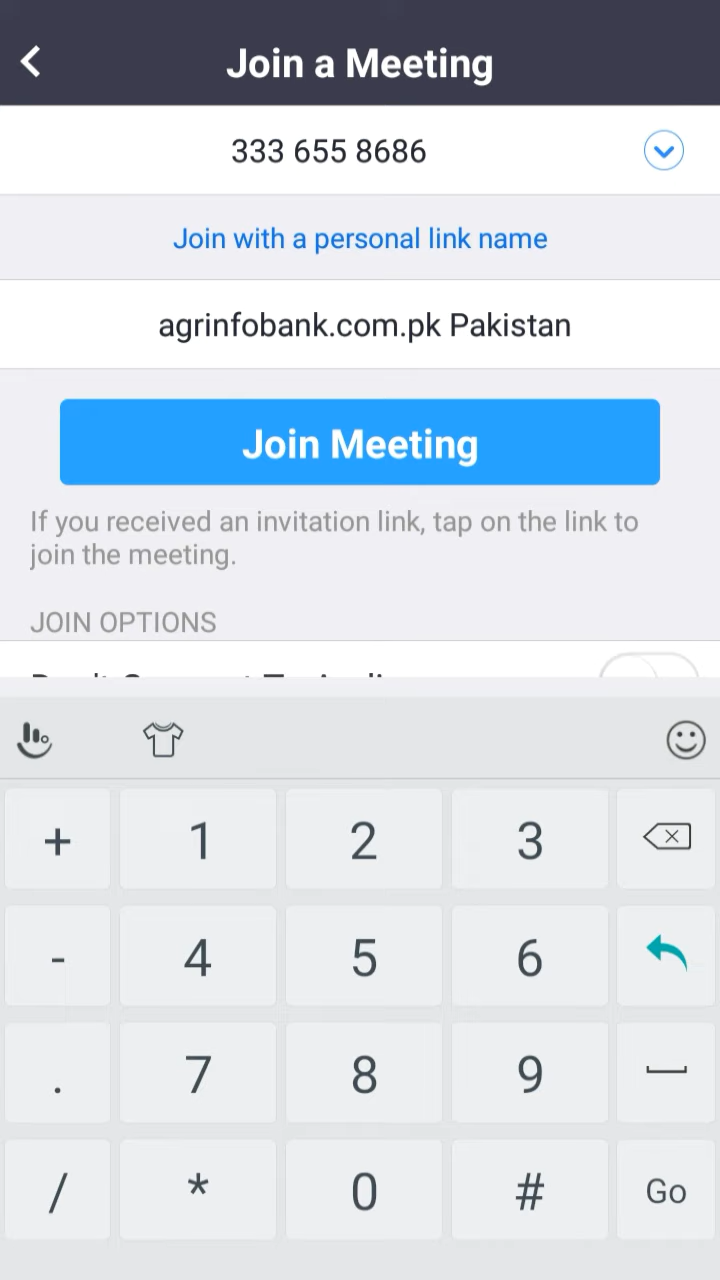 Join a Meeting
333 655 8686
Join with a personal link name
agrinfobank.com.pk Pakistan
Join Meeting
If you received an invitation link, tap on the link to
join the meeting.
JOIN OPTIONS
+ 1 2 3
- 4 5 6
. 7 8 9
/ * 0 # Go